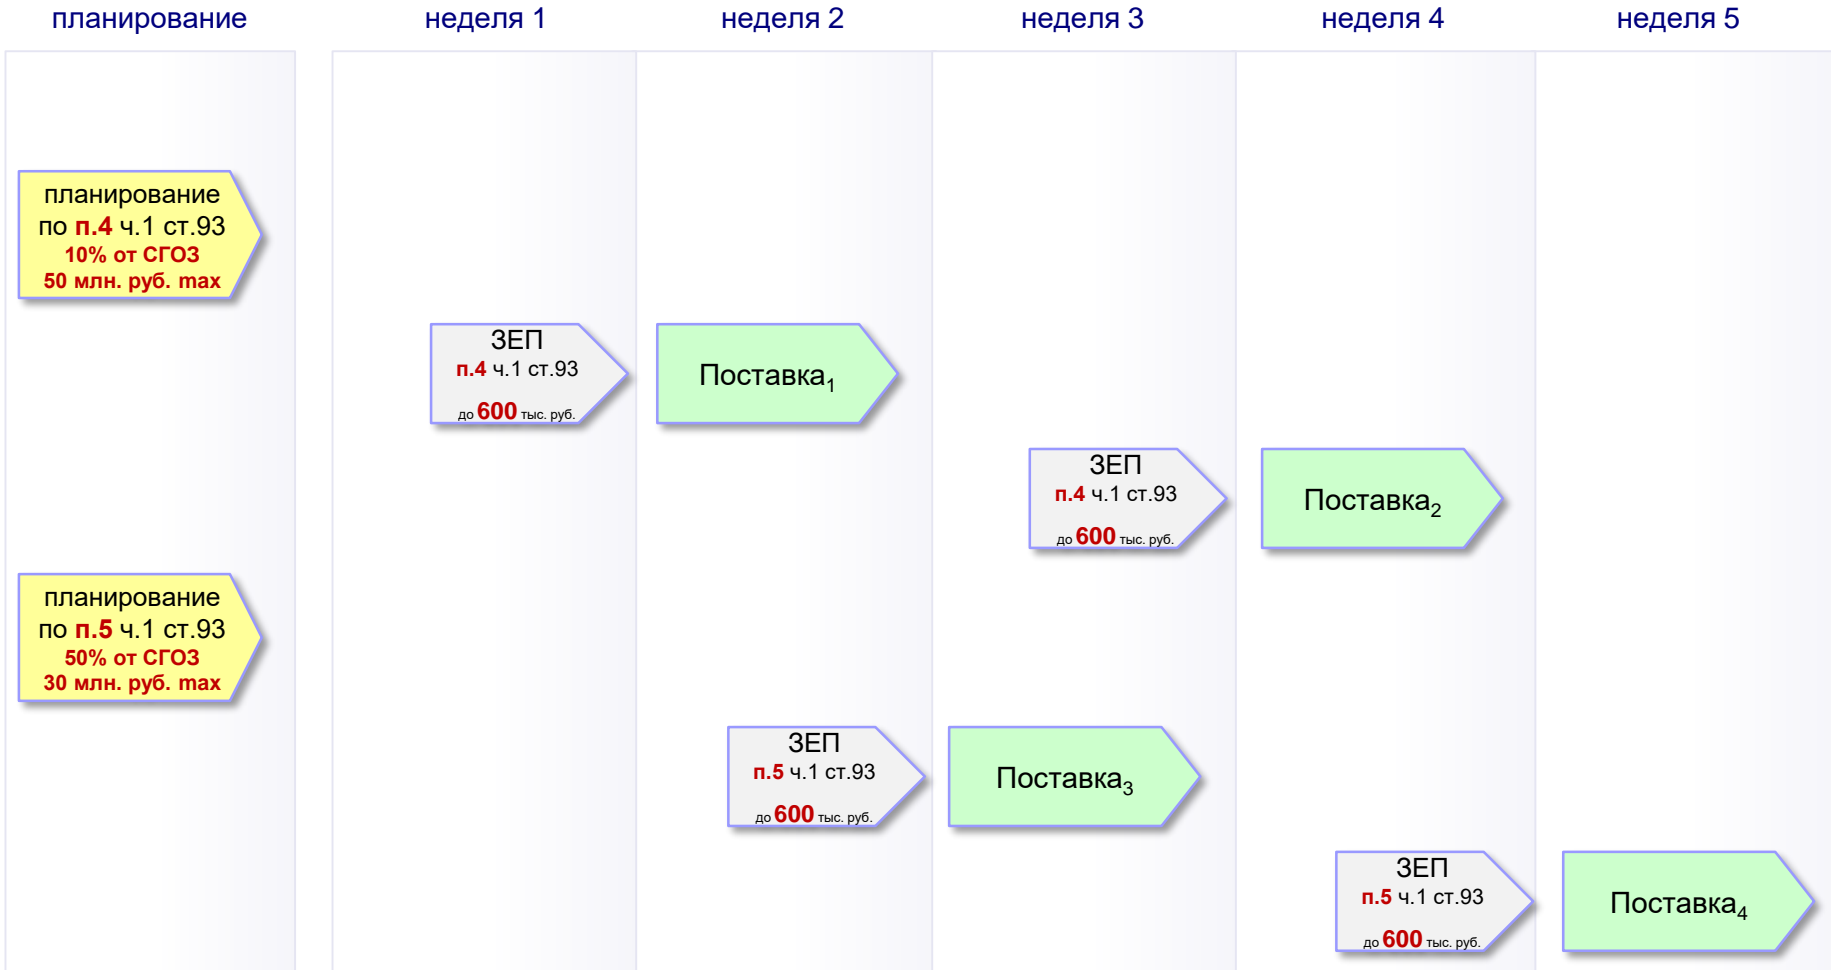 планирование
неделя 1
неделя 2
неделя 3
неделя 4
неделя 5
планирование
по п.4 ч.1 ст.93
10% от СГОЗ
50 млн. руб. max
ЗЕП
п.4 ч.1 ст.93
до 600 тыс. руб.
Поставка₁
ЗЕП
п.4 ч.1 ст.93
до 600 тыс. руб.
Поставка₂
планирование
по п.5 ч.1 ст.93
50% от СГОЗ
30 млн. руб. max
ЗЕП
п.5 ч.1 ст.93
до 600 тыс. руб.
Поставка₃
ЗЕП
п.5 ч.1 ст.93
до 600 тыс. руб.
Поставка₄